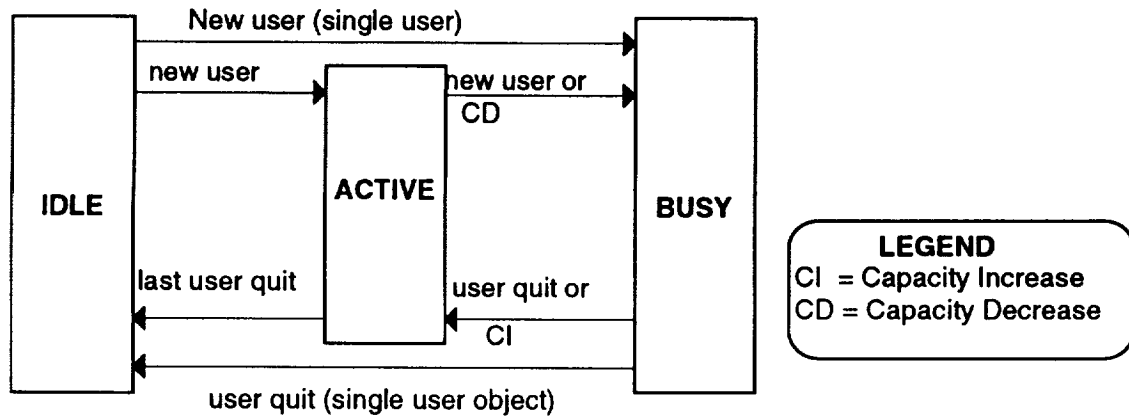 New user (single user)
new user
new user or
CD
IDLE
ACTIVE
BUSY
last user quit
user quit or
CI
user quit (single user object)
LEGEND
CI = Capacity Increase
CD = Capacity Decrease